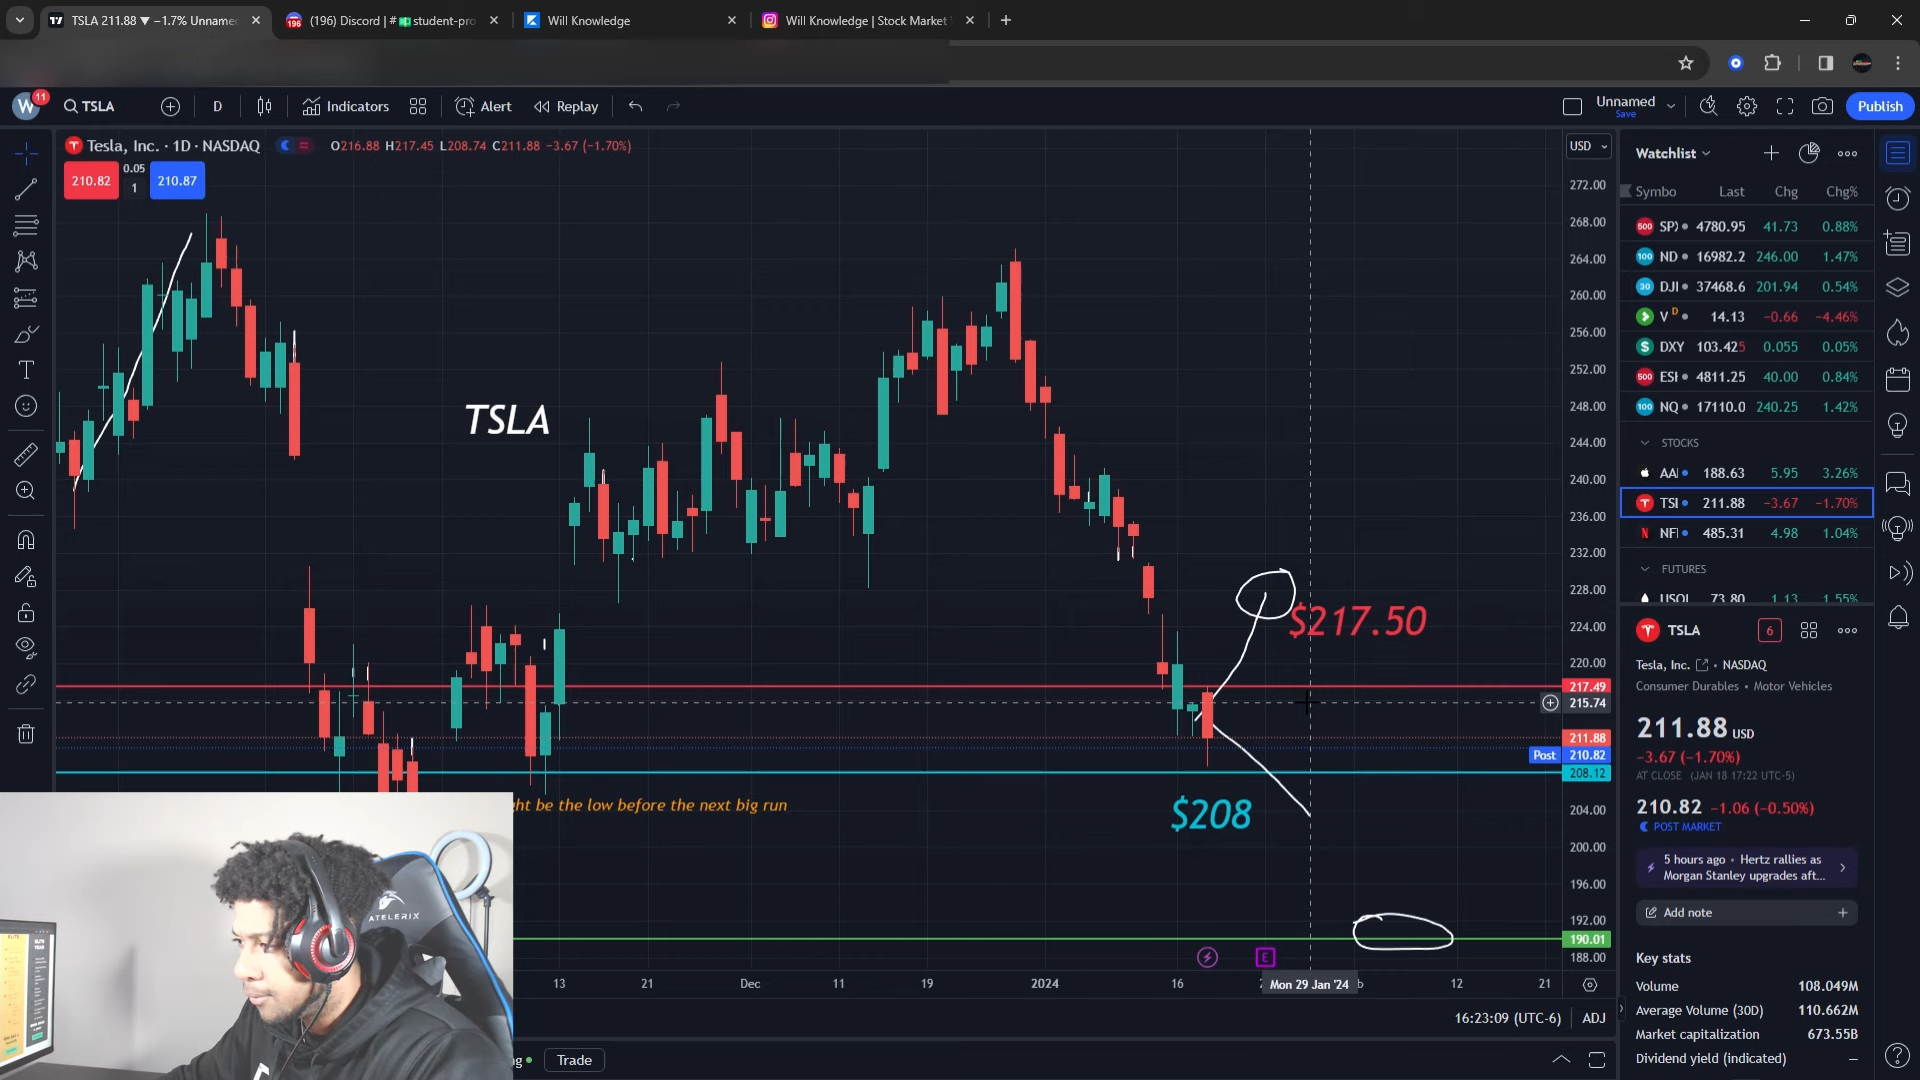 TSLA 211.88 ▼ −1.7% Unname
(196) Discord | # student-pro
Will Knowledge
Will Knowledge | Stock Market
W 11
TSLA
D
Indicators
Alert
Replay
Unnamed
Save
Publish
Tesla, Inc. · 1D · NASDAQ
O216.88 H217.45 L208.74 C211.88 −3.67 (−1.70%)
210.82
0.05
1
210.87
TSLA
$217.50
$208
ht be the low before the next big run
USD
272.00
268.00
264.00
260.00
256.00
252.00
248.00
244.00
240.00
236.00
232.00
228.00
224.00
220.00
217.49
215.74
211.88
Post 210.82
208.12
204.00
200.00
196.00
192.00
190.01
188.00
E
13
21
Dec
11
19
2024
16
Mon 29 Jan '24
b
12
21
16:23:09 (UTC-6)
ADJ
Trade
ATELERIX
Watchlist
Symbo Last Chg Chg%
500 SP 4780.95 41.73 0.88%
100 ND 16982.2 246.00 1.47%
30 DJI 37468.6 201.94 0.54%
V D 14.13 −0.66 −4.46%
$ DXY 103.425 0.055 0.05%
500 ES 4811.25 40.00 0.84%
100 NQ 17110.0 240.25 1.42%
STOCKS
AA 188.63 5.95 3.26%
TSL 211.88 −3.67 −1.70%
N NF 485.31 4.98 1.04%
FUTURES
USOI 73.80 1.13 1.55%
TSLA
6
Tesla, Inc. · NASDAQ
Consumer Durables • Motor Vehicles
211.88 USD
−3.67 (−1.70%)
AT CLOSE (JAN 18 17:22 UTC-5)
210.82 −1.06 (−0.50%)
POST MARKET
5 hours ago • Hertz rallies as
Morgan Stanley upgrades aft...
Add note
Key stats
Volume 108.049M
Average Volume (30D) 110.662M
Market capitalization 673.55B
Dividend yield (indicated) —